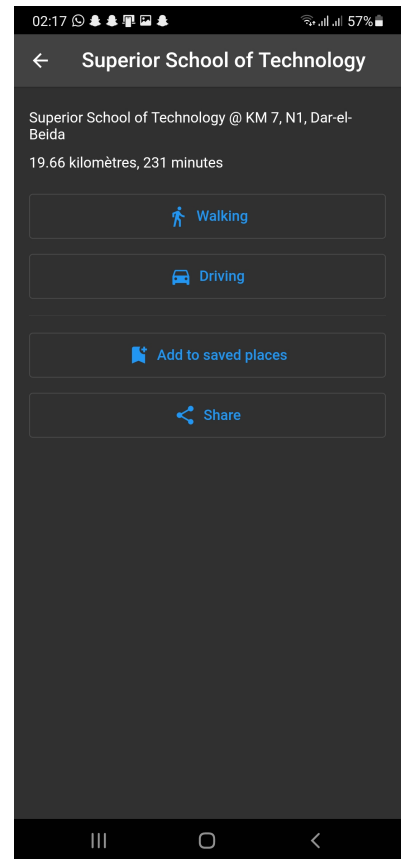 02:17 57%
Superior School of Technology
Superior School of Technology @ KM 7, N1, Dar-el-
Beida
19.66 kilomètres, 231 minutes
Walking
Driving
Add to saved places
Share